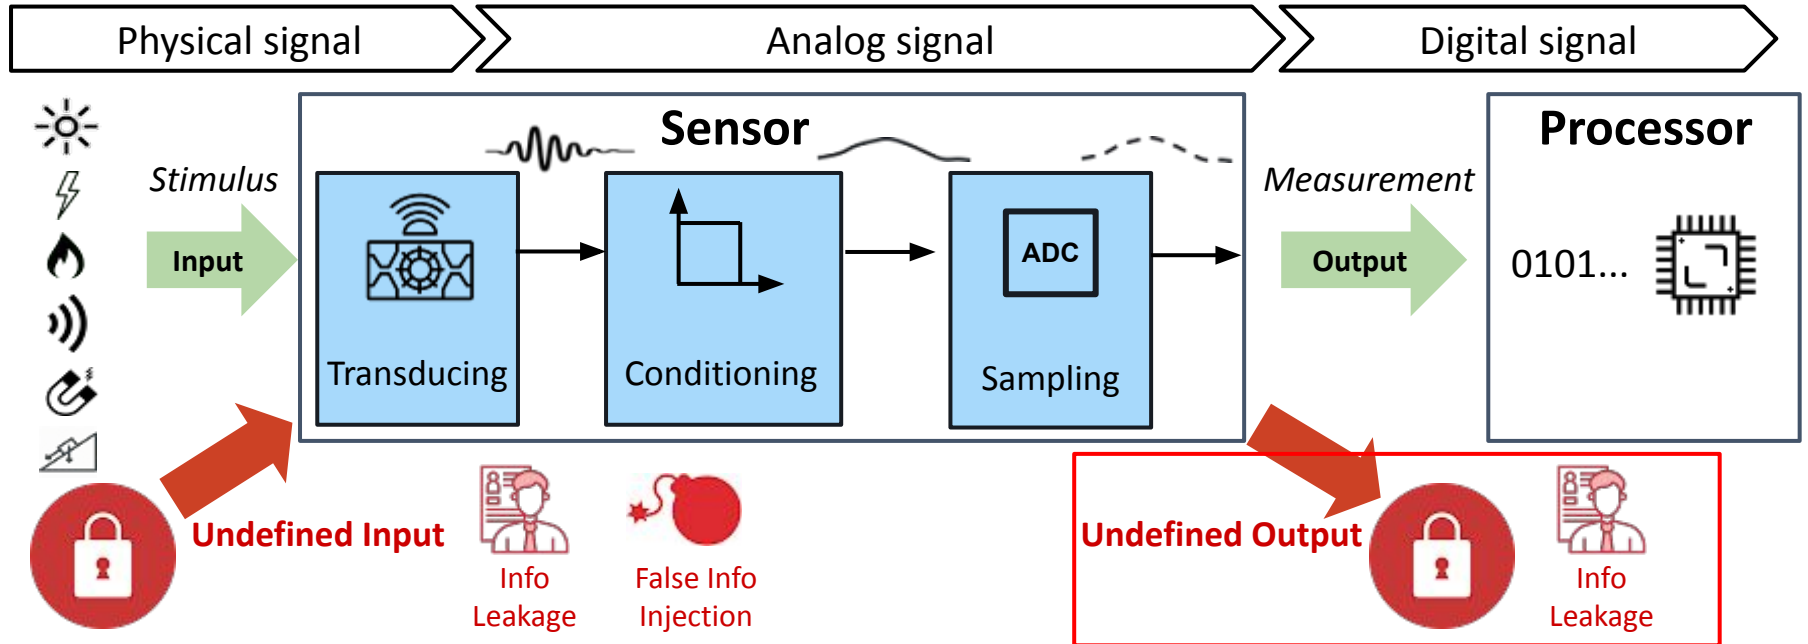 Physical signal
Analog signal
Digital signal
Sensor
Processor
Stimulus
Measurement
Input
ADC
Output
0101...
Transducing
Conditioning
Sampling
Undefined Input
Info
Leakage
False Info
Injection
Undefined Output
Info
Leakage